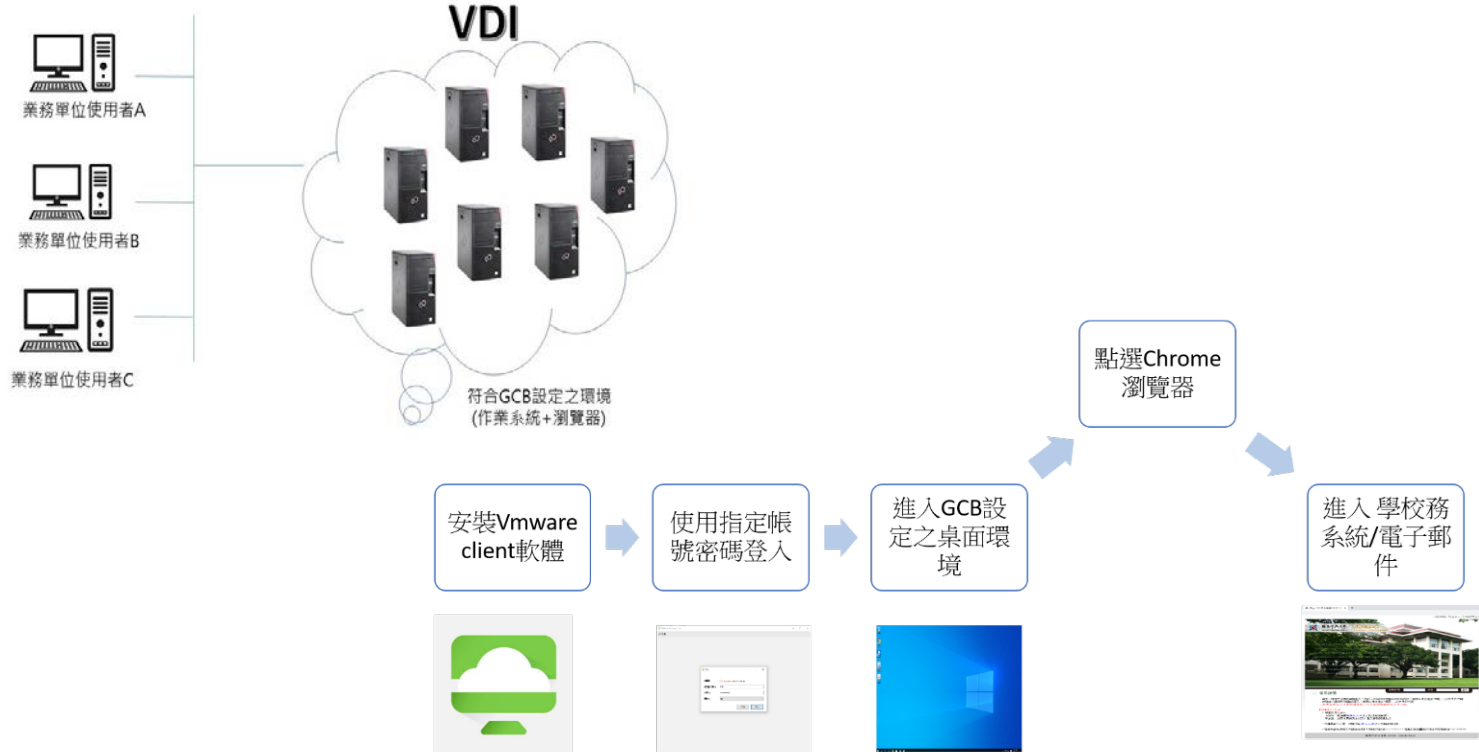 VDI
業務單位使用者A
業務單位使用者B
業務單位使用者C
符合GCB設定之環境
(作業系統+瀏覽器)
安裝Vmware
client軟體
使用指定帳
號密碼登入
進入GCB設
定之桌面環
境
點選Chrome
瀏覽器
進入 學校務
系統/電子郵
件